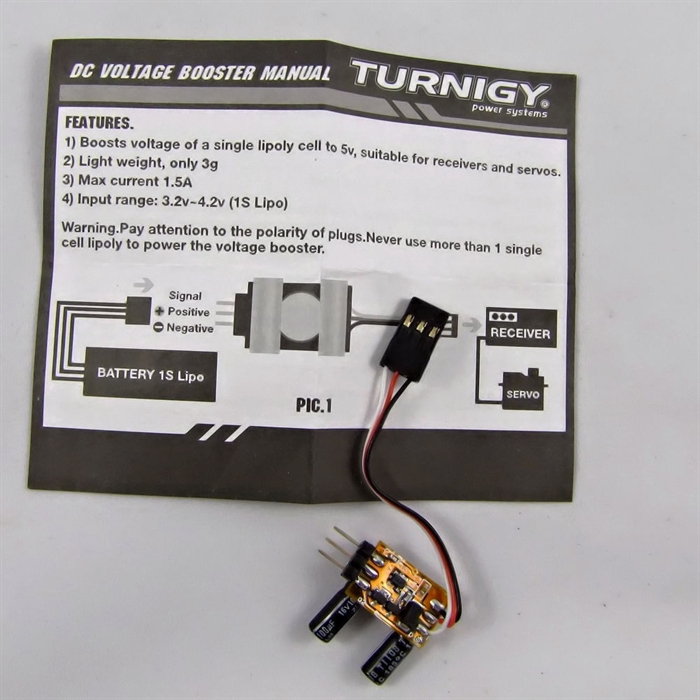 DC VOLTAGE BOOSTER MANUAL
TURNIGY®
power systems
FEATURES.
1) Boosts voltage of a single lipoly cell to 5v, suitable for receivers and servos.
2) Light weight, only 3g
3) Max current 1.5A
4) Input range: 3.2v~4.2v (1S Lipo)
Warning.Pay attention to the polarity of plugs.Never use more than 1 single
cell lipoly to power the voltage booster.
Signal
Positive
Negative
RECEIVER
BATTERY 1S Lipo
SERVO
PIC.1
100µF 16V